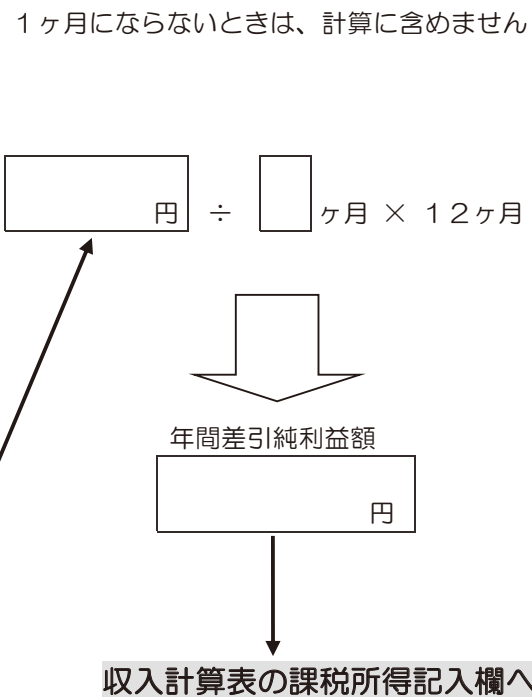 １ヶ月にならないときは、計算に含めません
円 ÷ ヶ月 × １２ヶ月
年間差引純利益額
円
収入計算表の課税所得記入欄へ